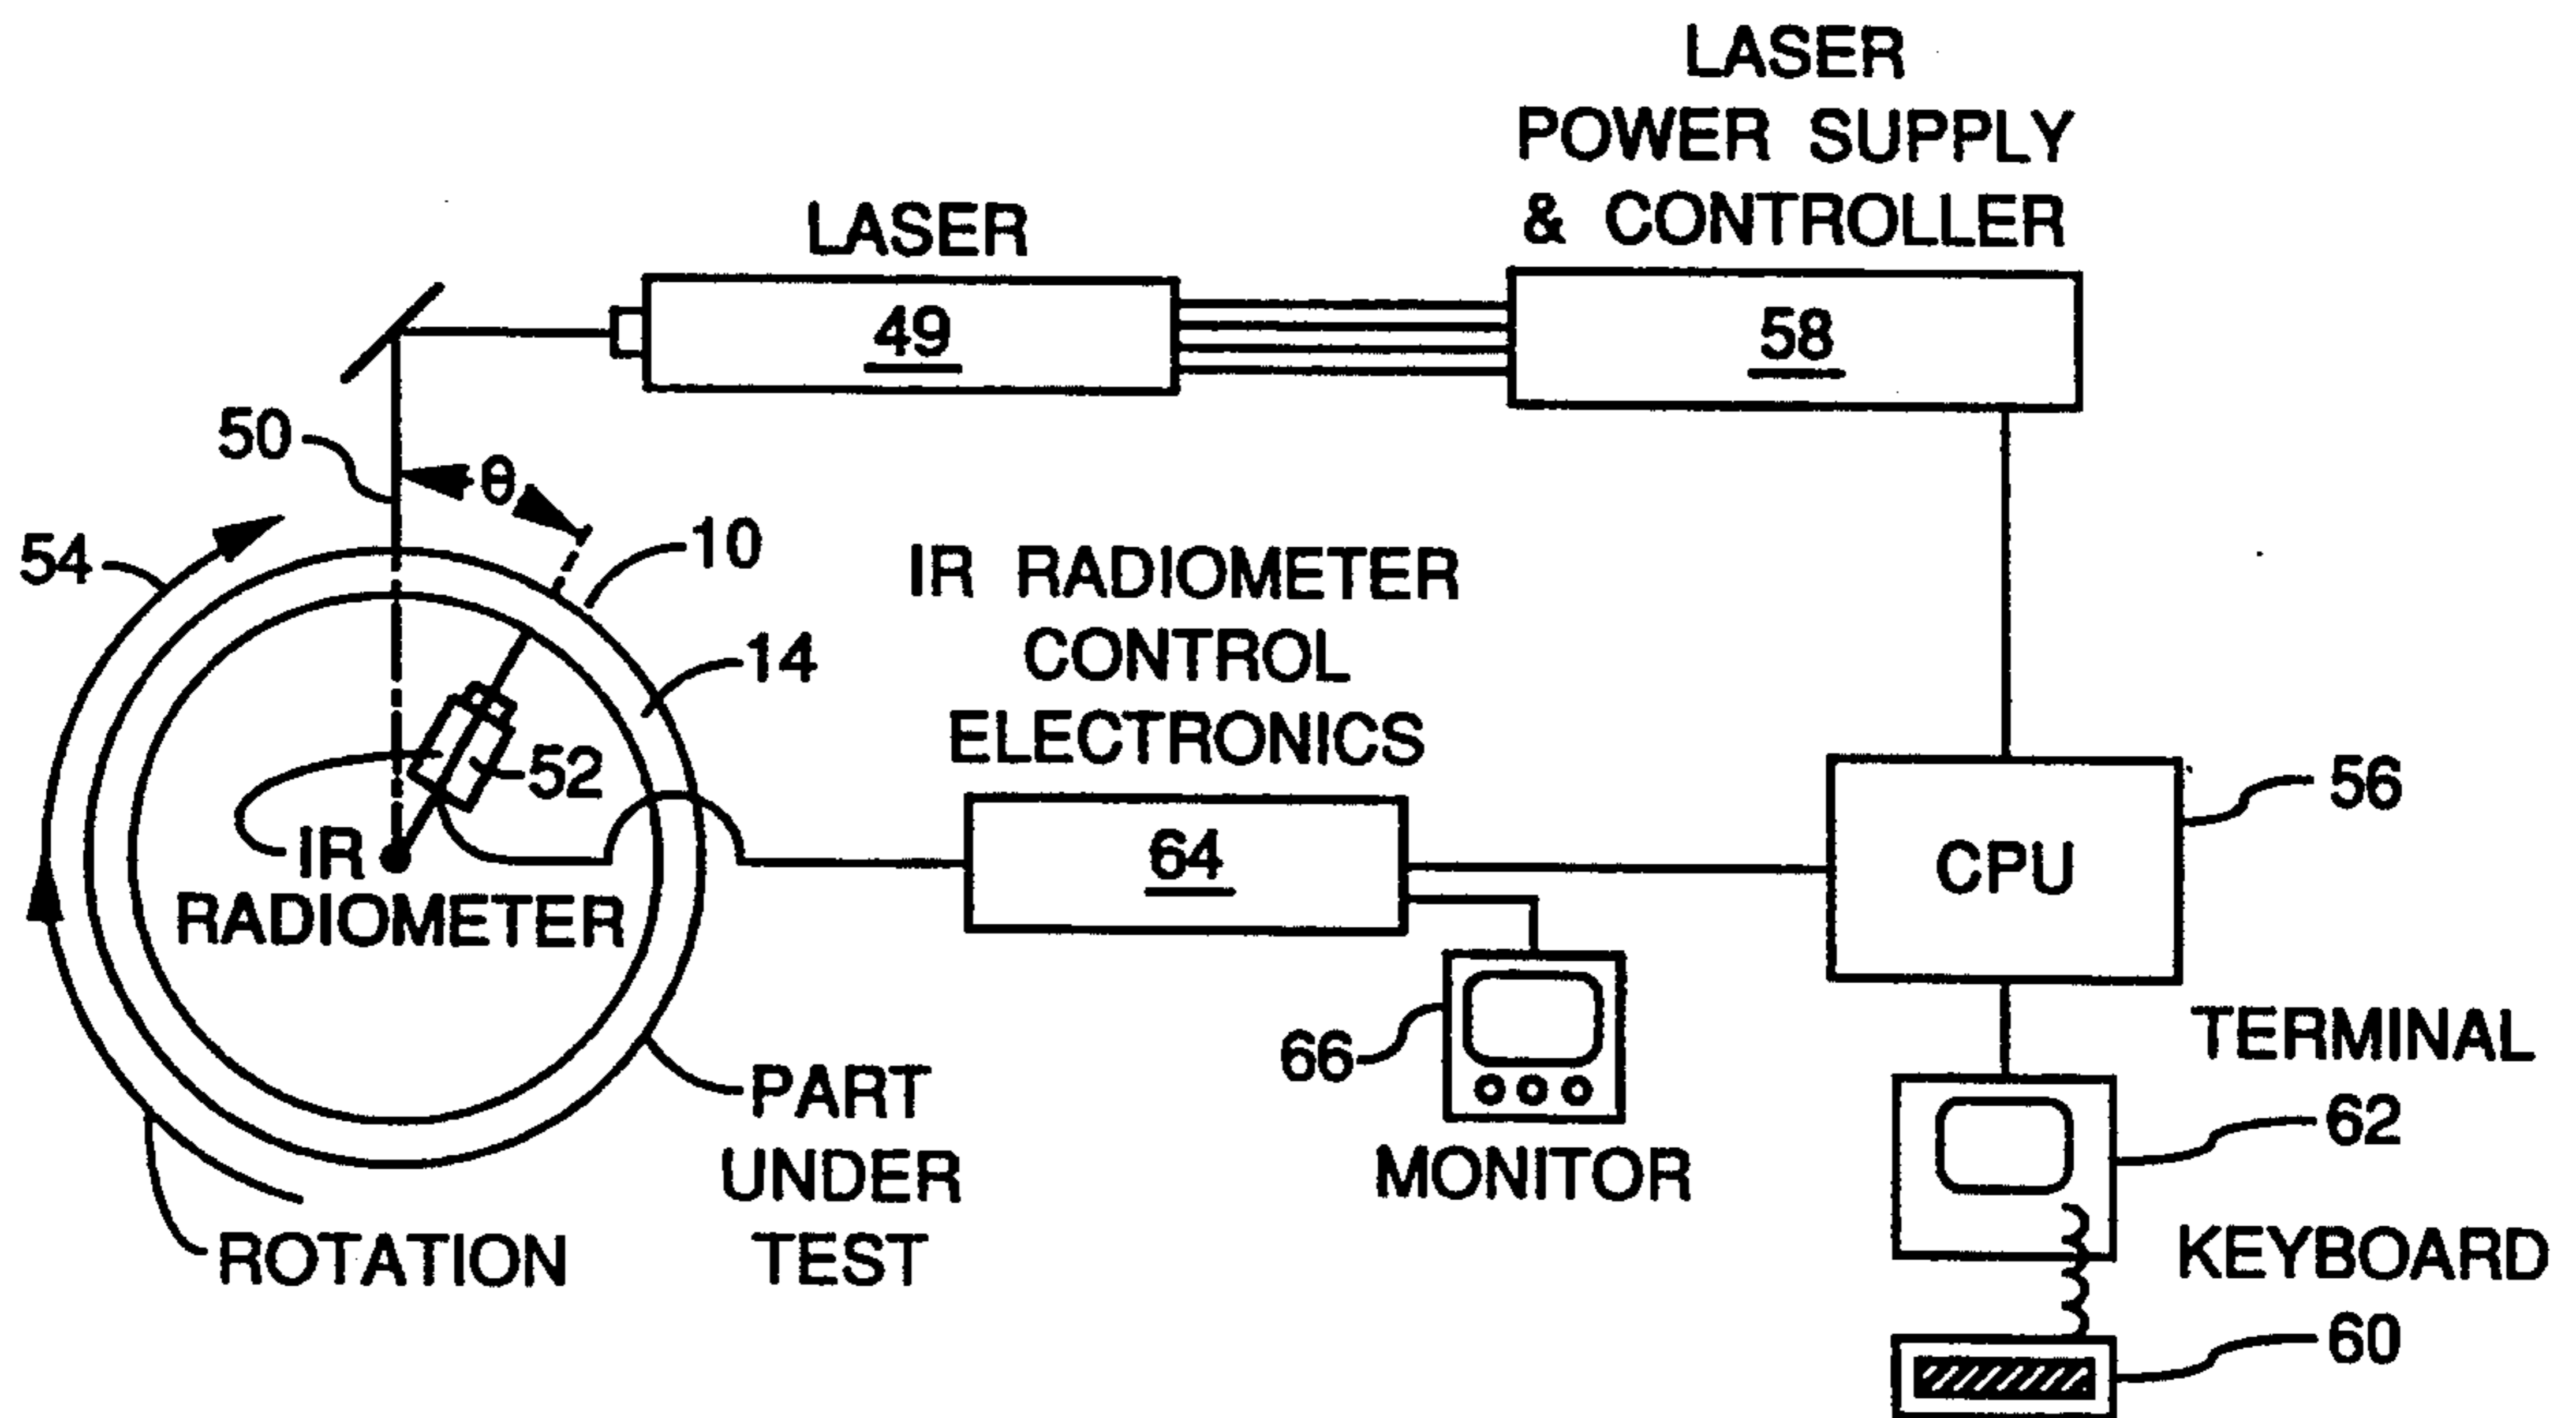 LASER
POWER SUPPLY
& CONTROLLER
58
LASER
49
50
θ
54
10
14
52
IR
RADIOMETER
IR RADIOMETER
CONTROL
ELECTRONICS
64
CPU
56
66
MONITOR
TERMINAL
62
KEYBOARD
60
PART
UNDER
TEST
ROTATION